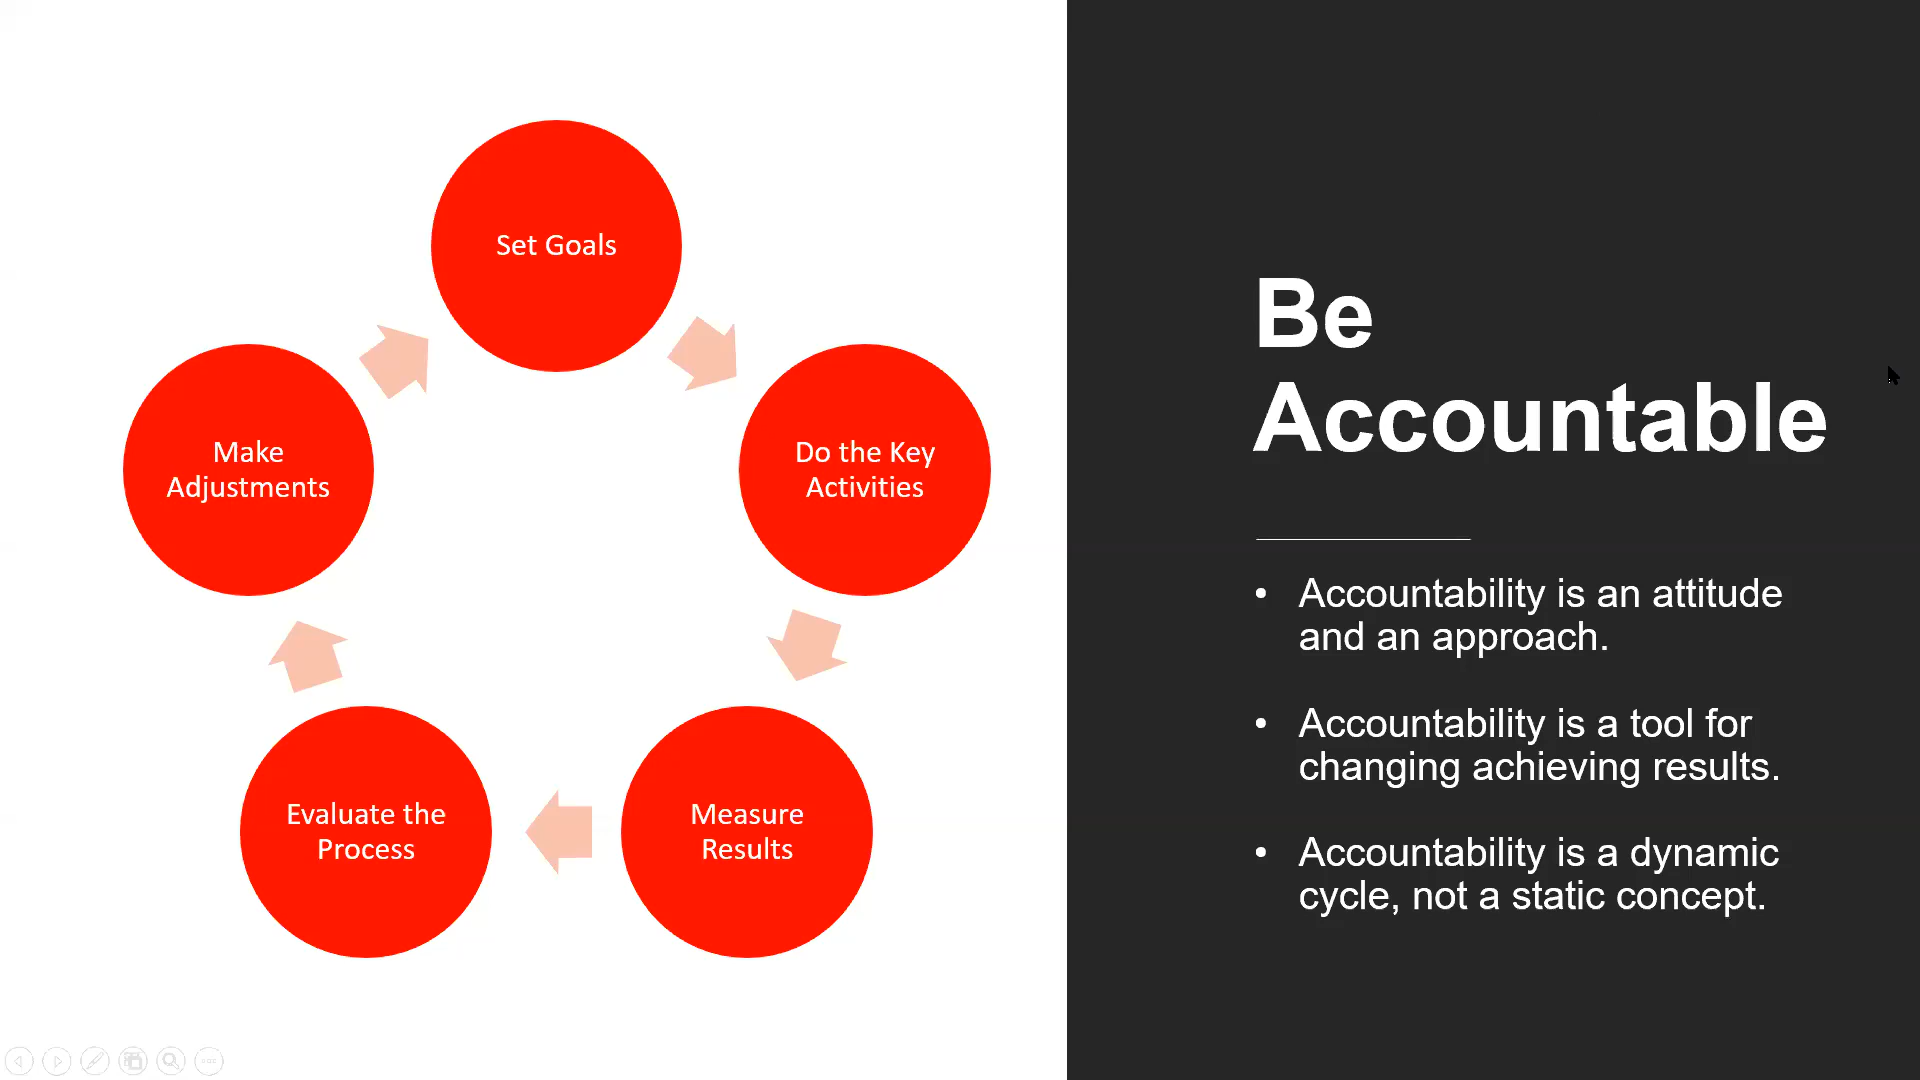 Set Goals
Do the Key
Activities
Measure
Results
Evaluate the
Process
Make
Adjustments
Be
Accountable
• Accountability is an attitude
and an approach.
• Accountability is a tool for
changing achieving results.
• Accountability is a dynamic
cycle, not a static concept.